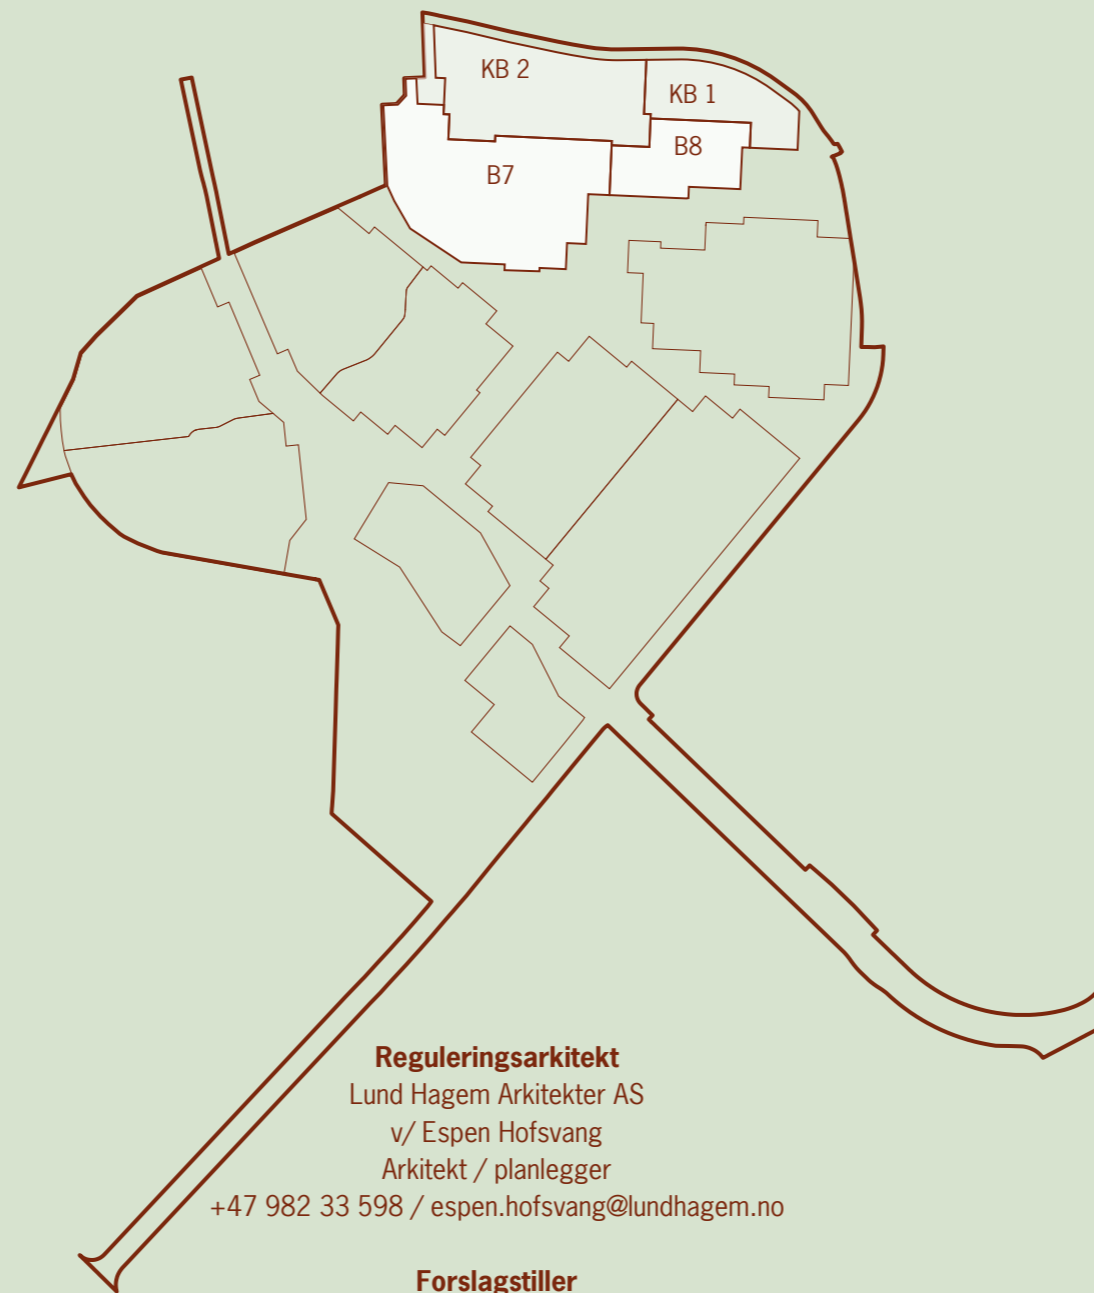 KB 2
KB 1
B8
B7
Reguleringsarkitekt
Lund Hagem Arkitekter AS
v/ Espen Hofsvang
Arkitekt / planlegger
+47 982 33 598 / espen.hofsvang@lundhagem.no
Forslagstiller